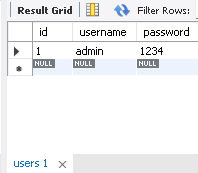 Result Grid Filter Rows:
id username password
1 admin 1234
NULL NULL NULL
users 1